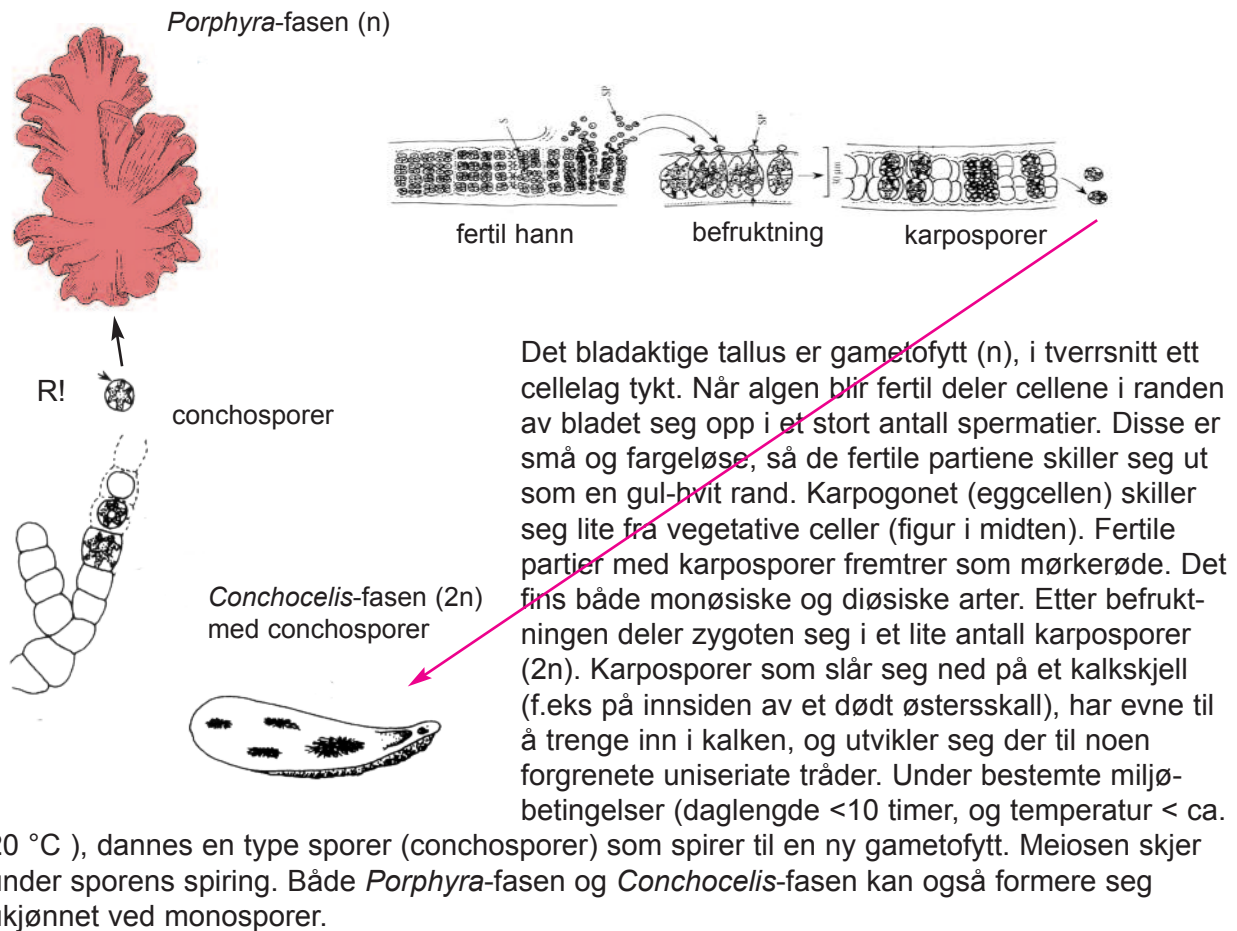 Porphyra-fasen (n)
SP
S
SP
30 µm
fertil hann
befruktning
karposporer
R!
conchosporer
Conchocelis-fasen (2n)
med conchosporer
Det bladaktige tallus er gametofytt (n), i tverrsnitt ett
cellelag tykt. Når algen blir fertil deler cellene i randen
av bladet seg opp i et stort antall spermatier. Disse er
små og fargeløse, så de fertile partiene skiller seg ut
som en gul-hvit rand. Karpogonet (eggcellen) skiller
seg lite fra vegetative celler (figur i midten). Fertile
partier med karposporer fremtrer som mørkerøde. Det
fins både monøsiske og diøsiske arter. Etter befrukt-
ningen deler zygoten seg i et lite antall karposporer
(2n). Karposporer som slår seg ned på et kalkskjell
(f.eks på innsiden av et dødt østersskall), har evne til
å trenge inn i kalken, og utvikler seg der til noen
forgrenete uniseriate tråder. Under bestemte miljø-
betingelser (daglengde <10 timer, og temperatur < ca.
20 °C ), dannes en type sporer (conchosporer) som spirer til en ny gametofytt. Meiosen skjer
under sporens spiring. Både Porphyra-fasen og Conchocelis-fasen kan også formere seg
ukjønnet ved monosporer.